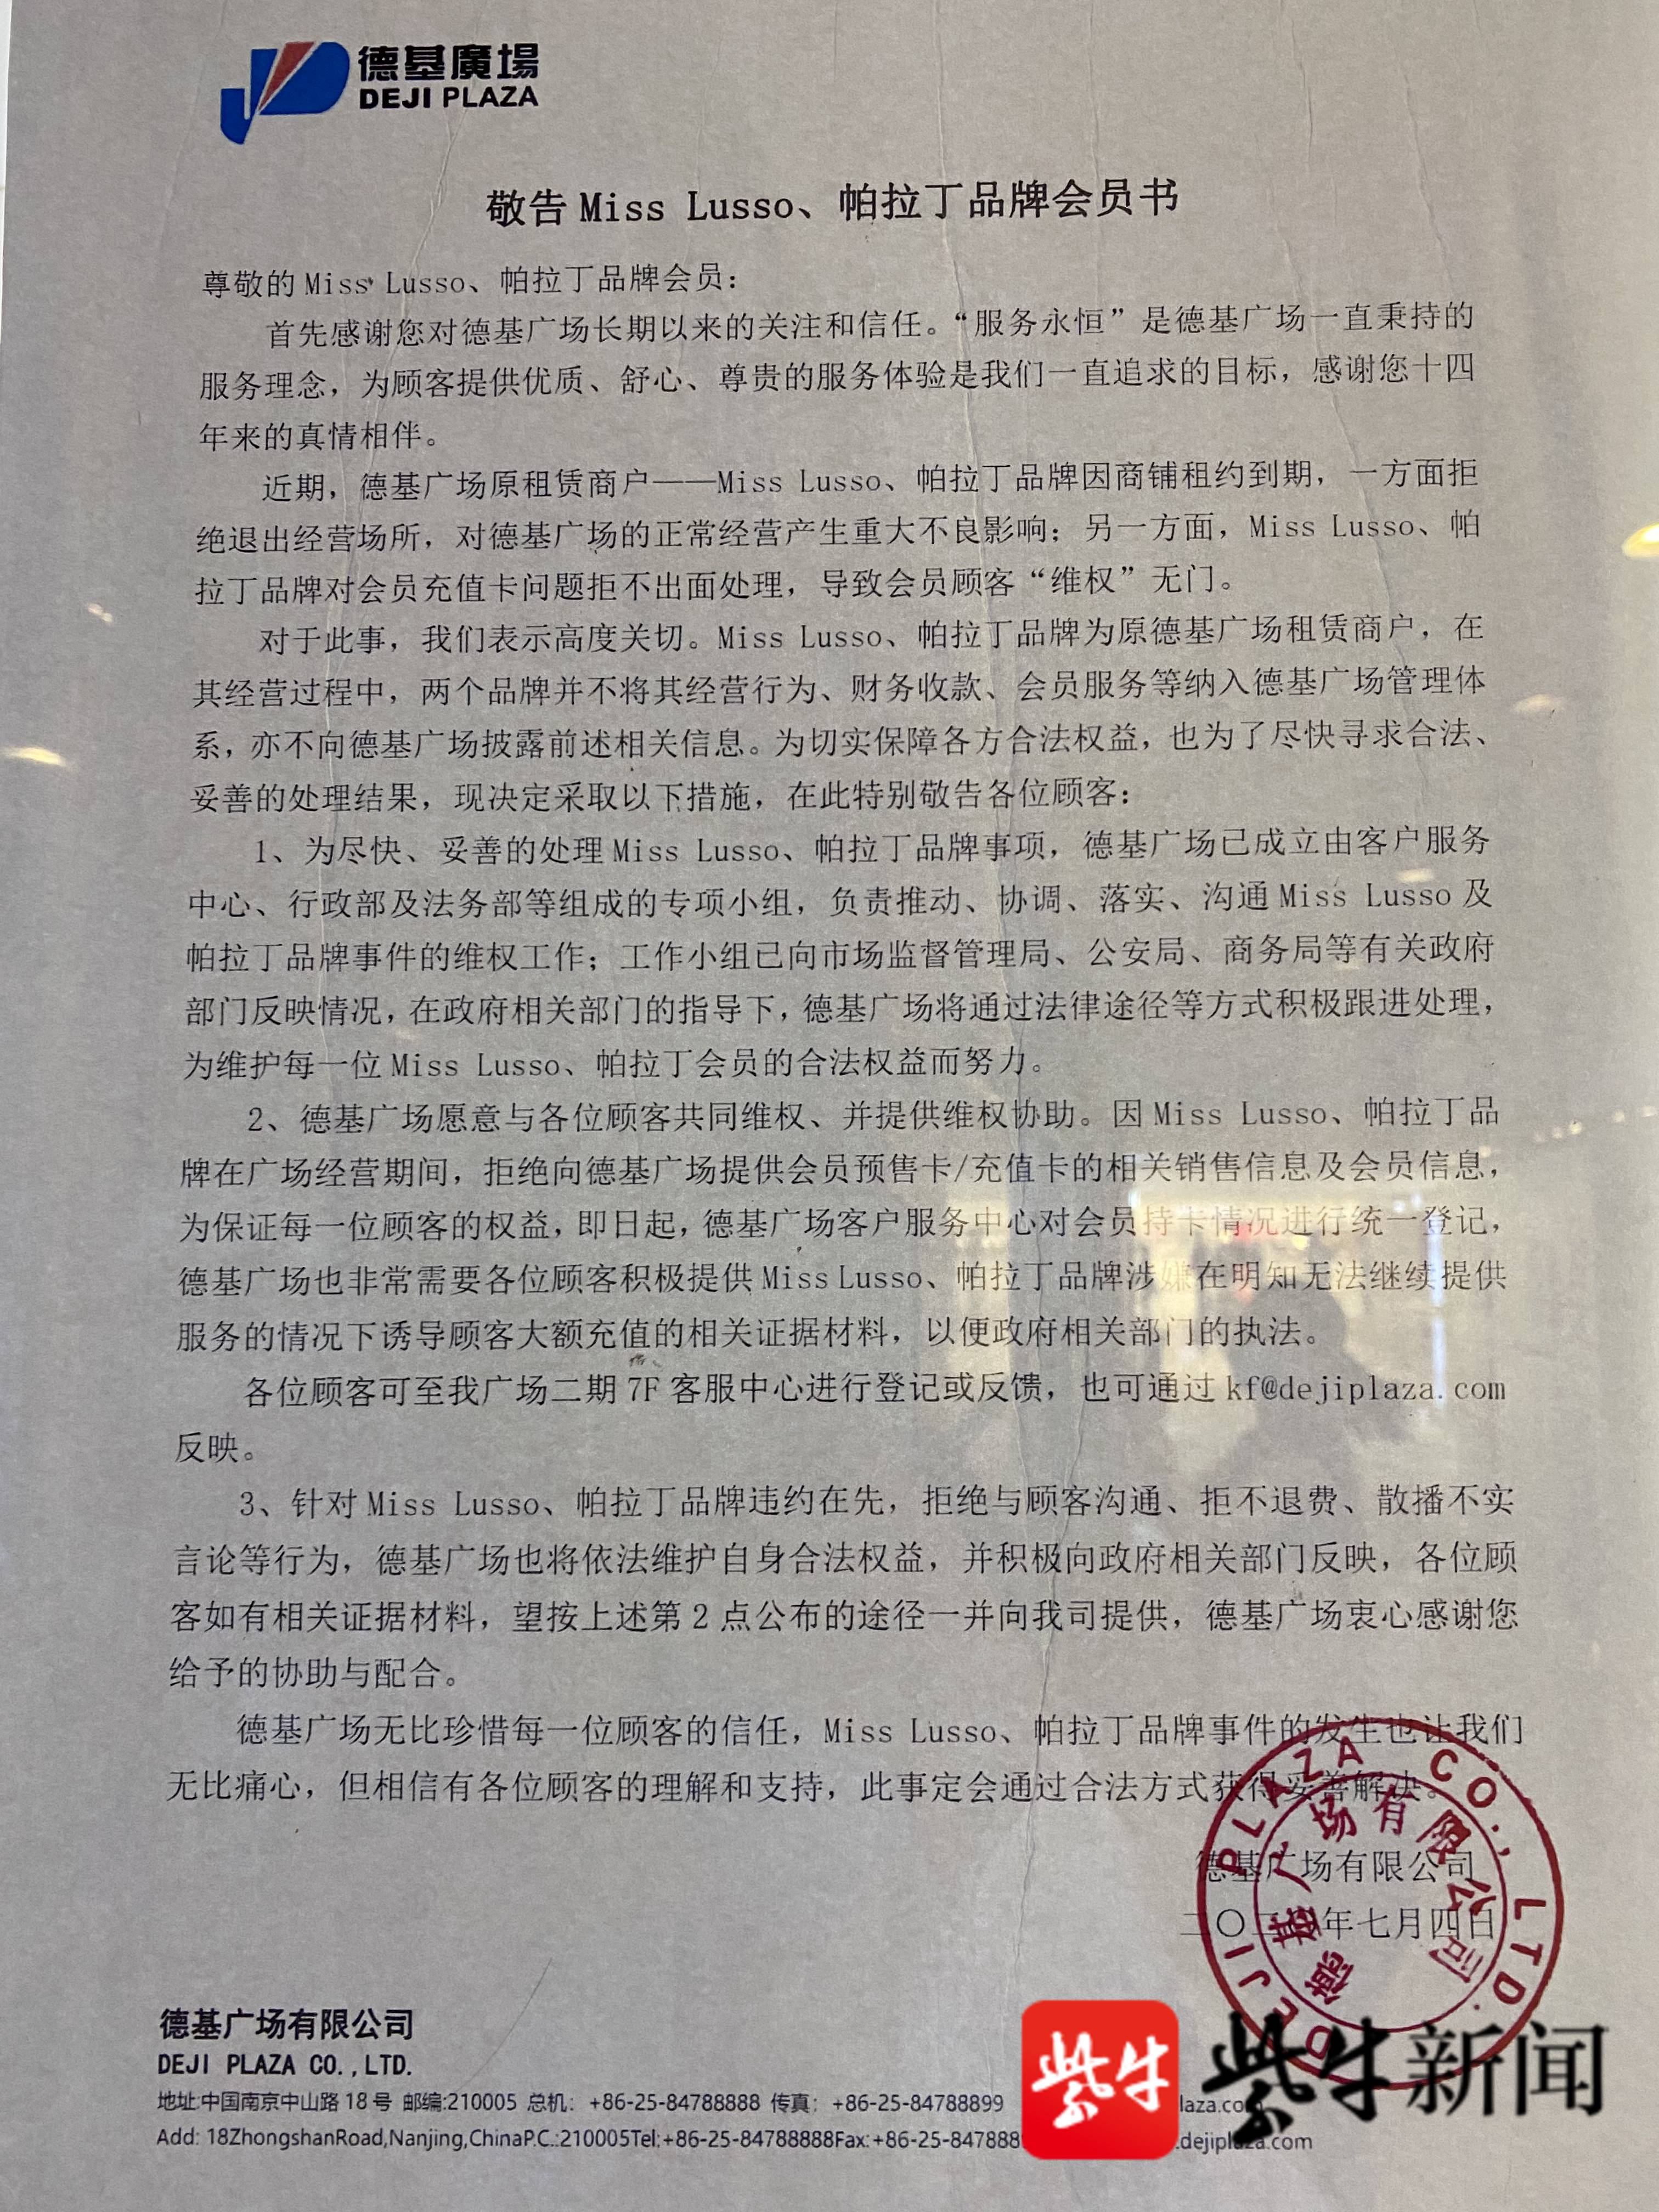 德基廣場
DEJI PLAZA
敬告 Miss Lusso、帕拉丁品牌会员书
尊敬的 Miss Lusso、帕拉丁品牌会员：
首先感谢您对德基广场长期以来的关注和信任。“服务永恒”是德基广场一直秉持的
服务理念，为顾客提供优质、舒心、尊贵的服务体验是我们一直追求的目标，感谢您十四
年来的真情相伴。
近期，德基广场原租赁商户——Miss Lusso、帕拉丁品牌因商铺租约到期，一方面拒
绝退出经营场所，对德基广场的正常经营产生重大不良影响；另一方面，Miss Lusso、帕
拉丁品牌对会员充值卡问题拒不出面处理，导致会员顾客“维权”无门。
对于此事，我们表示高度关切。Miss Lusso、帕拉丁品牌为原德基广场租赁商户，在
其经营过程中，两个品牌并不将其经营行为、财务收款、会员服务等纳入德基广场管理体
系，亦不向德基广场披露前述相关信息。为切实保障各方合法权益，也为了尽快寻求合法、
妥善的处理结果，现决定采取以下措施，在此特别敬告各位顾客：
1、为尽快、妥善的处理 Miss Lusso、帕拉丁品牌事项，德基广场已成立由客户服务
中心、行政部及法务部等组成的专项小组，负责推动、协调、落实、沟通 Miss Lusso 及
帕拉丁品牌事件的维权工作；工作小组已向市场监督管理局、公安局、商务局等有关政府
部门反映情况，在政府相关部门的指导下，德基广场将通过法律途径等方式积极跟进处理，
为维护每一位 Miss Lusso、帕拉丁会员的合法权益而努力。
2、德基广场愿意与各位顾客共同维权、并提供维权协助。因 Miss Lusso、帕拉丁品
牌在广场经营期间，拒绝向德基广场提供会员预售卡/充值卡的相关销售信息及会员信息，
为保证每一位顾客的权益，即日起，德基广场客户服务中心对会员持卡情况进行统一登记，
德基广场也非常需要各位顾客积极提供 Miss Lusso、帕拉丁品牌涉嫌在明知无法继续提供
服务的情况下诱导顾客大额充值的相关证据材料，以便政府相关部门的执法。
各位顾客可至我广场二期 7F 客服中心进行登记或反馈，也可通过 kf@dejiplaza.com
反映。
3、针对 Miss Lusso、帕拉丁品牌违约在先，拒绝与顾客沟通、拒不退费、散播不实
言论等行为，德基广场也将依法维护自身合法权益，并积极向政府相关部门反映，各位顾
客如有相关证据材料，望按上述第 2 点公布的途径一并向我司提供，德基广场衷心感谢您
给予的协助与配合。
德基广场无比珍惜每一位顾客的信任，Miss Lusso、帕拉丁品牌事件的发生也让我们
无比痛心，但相信有各位顾客的理解和支持，此事定会通过合法方式获得妥善解决。
德基广场有限公司
二〇二 年七月四日
DEJI PLAZA CO., LTD.
德基广场有限公司
德基广场有限公司
DEJI PLAZA CO.,LTD.
地址:中国南京中山路18号 邮编:210005 总机：+86-25-84788888 传真：+86-25-84788899 laza.com
Add: 18ZhongshanRoad,Nanjing,ChinaP.C.:210005Tel:+86-25-84788888Fax:+86-25-847888 .dejiplaza.com
紫牛
紫牛新闻